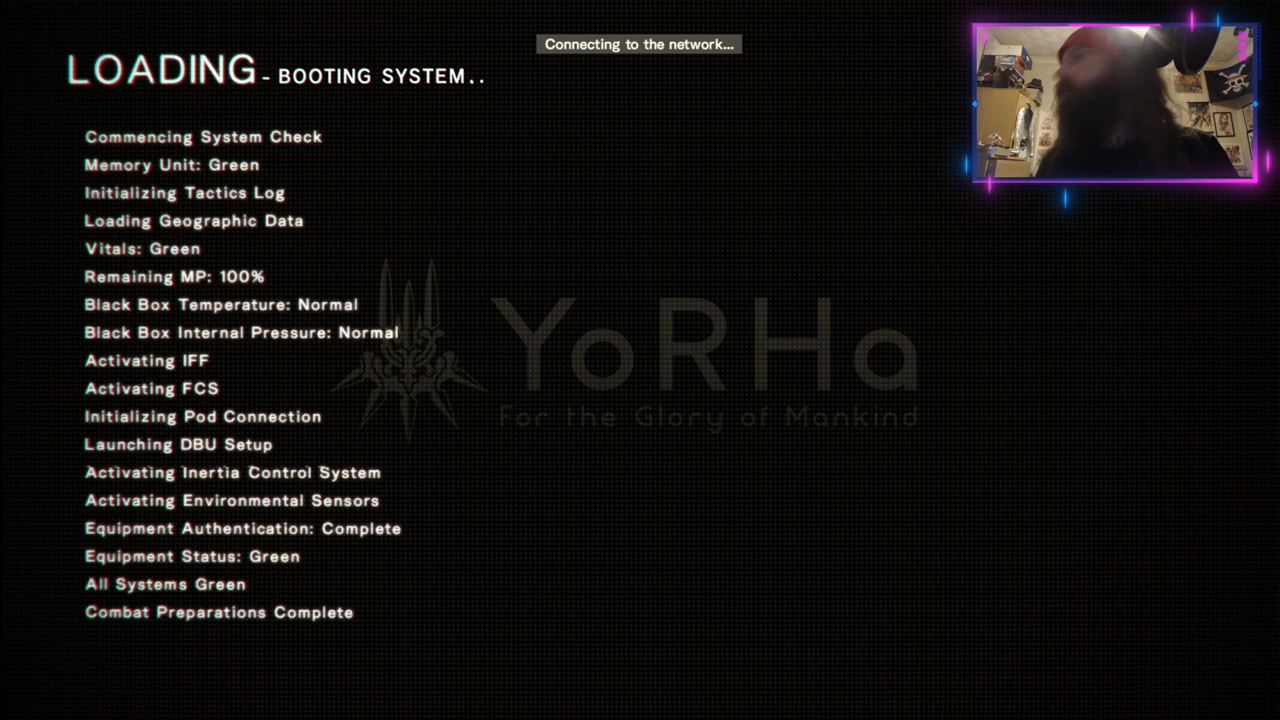 Connecting to the network...
LOADING - BOOTING SYSTEM..
Commencing System Check
Memory Unit: Green
Initializing Tactics Log
Loading Geographic Data
Vitals: Green
Remaining MP: 100%
Black Box Temperature: Normal
Black Box Internal Pressure: Normal
Activating IFF
Activating FCS
Initializing Pod Connection
Launching DBU Setup
Activating Inertia Control System
Activating Environmental Sensors
Equipment Authentication: Complete
Equipment Status: Green
All Systems Green
Combat Preparations Complete
YoRHa
For the Glory of Mankind